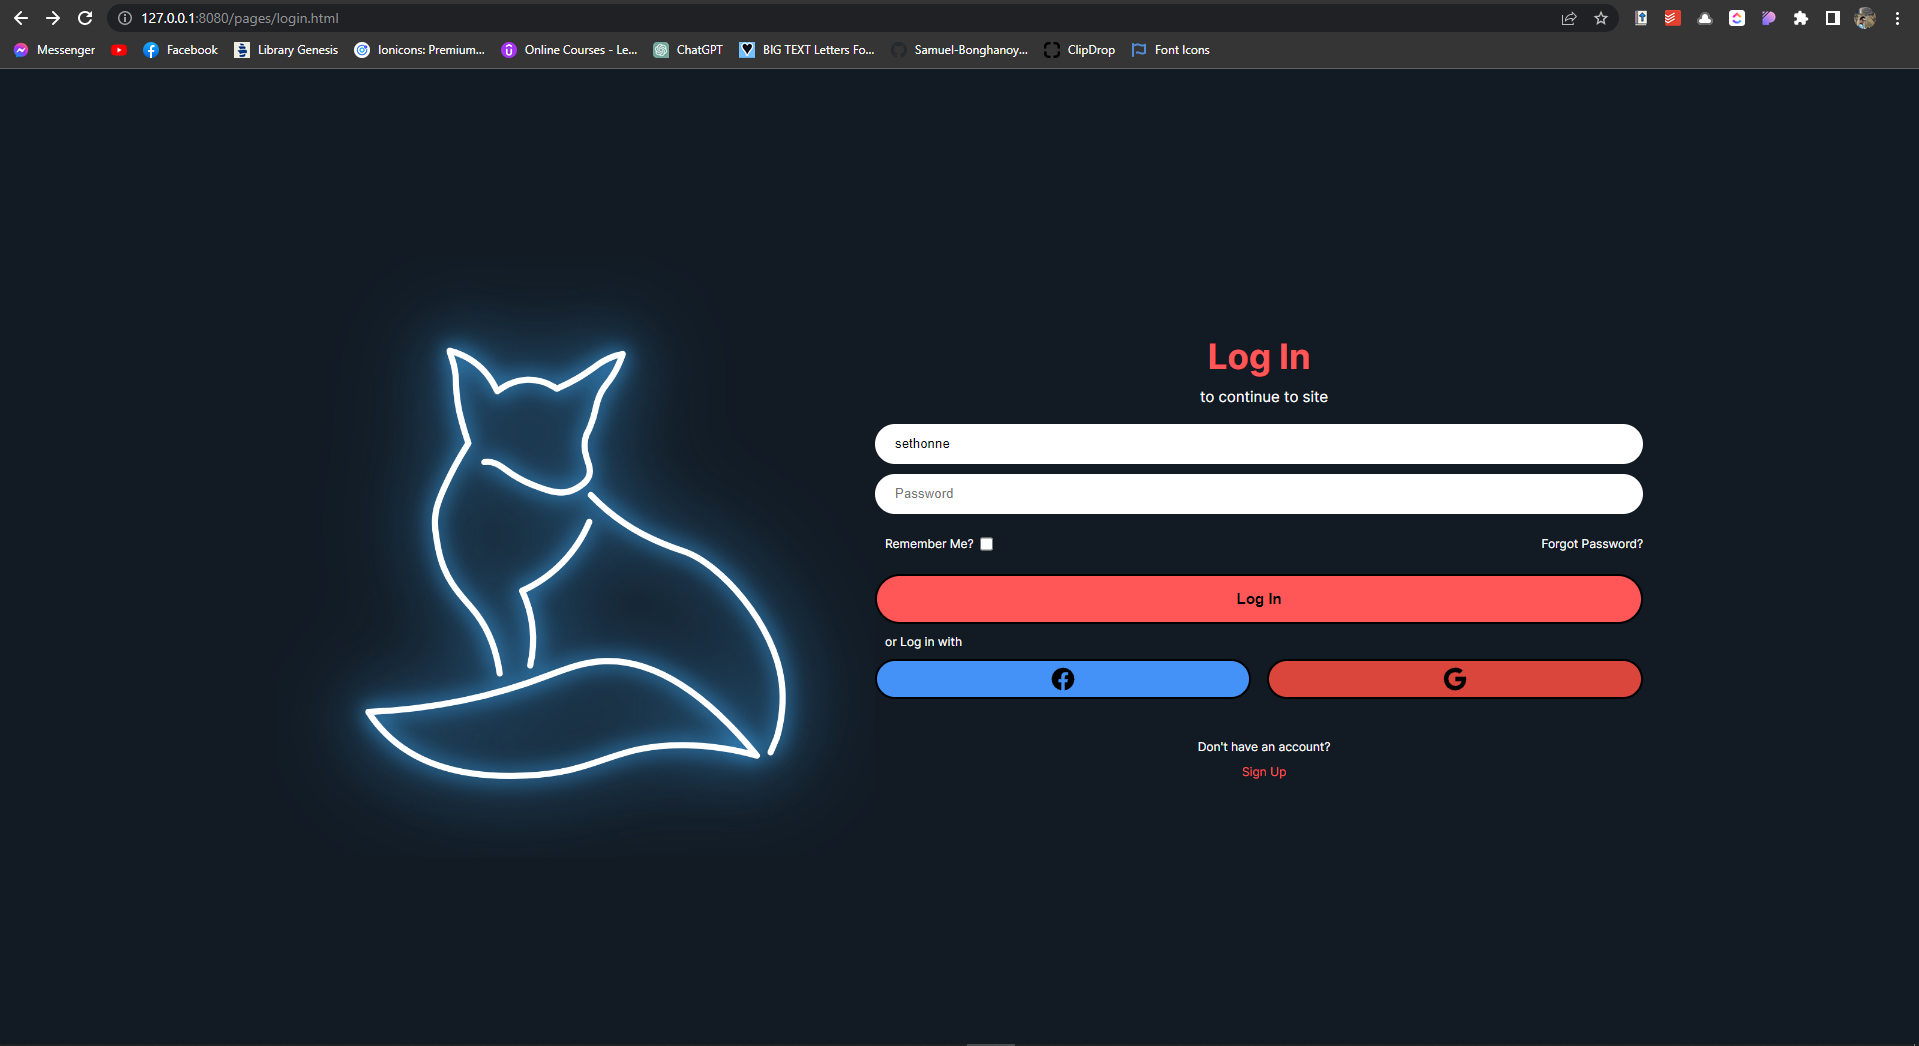 127.0.0.1:8080/pages/login.html
Messenger Facebook Library Genesis Ionicons: Premium... Online Courses - Le... ChatGPT BIG TEXT Letters Fo... Samuel-Bonghanoy... ClipDrop Font Icons
Log In
to continue to site
sethonne
Password
Remember Me? Forgot Password?
Log In
or Log in with
Don't have an account?
Sign Up